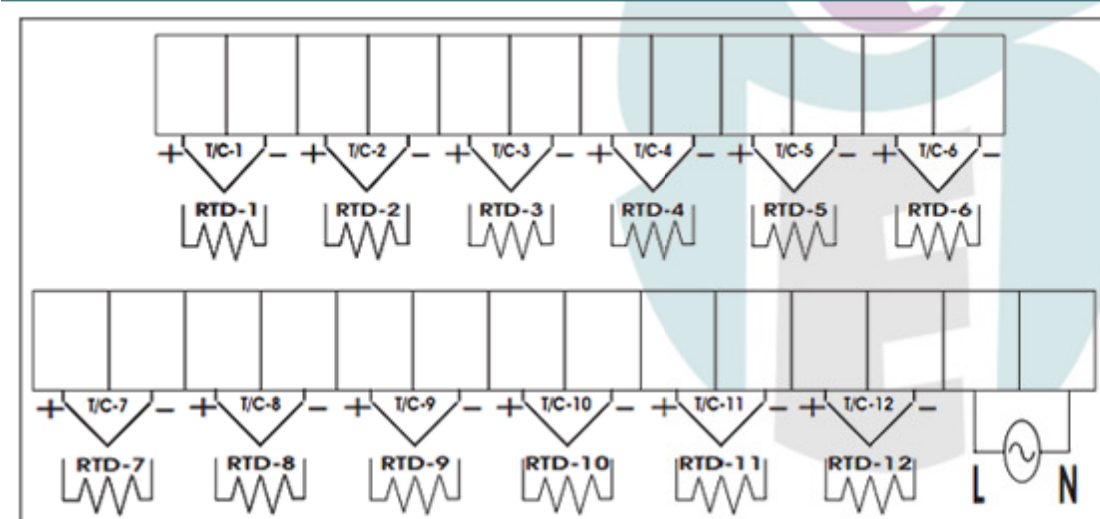 + T/C-1 - + T/C-2 - + T/C-3 - + T/C-4 - + T/C-5 - + T/C-6 -
RTD-1 RTD-2 RTD-3 RTD-4 RTD-5 RTD-6
+ T/C-7 - + T/C-8 - + T/C-9 - + T/C-10 - + T/C-11 - + T/C-12 -
RTD-7 RTD-8 RTD-9 RTD-10 RTD-11 RTD-12 L N